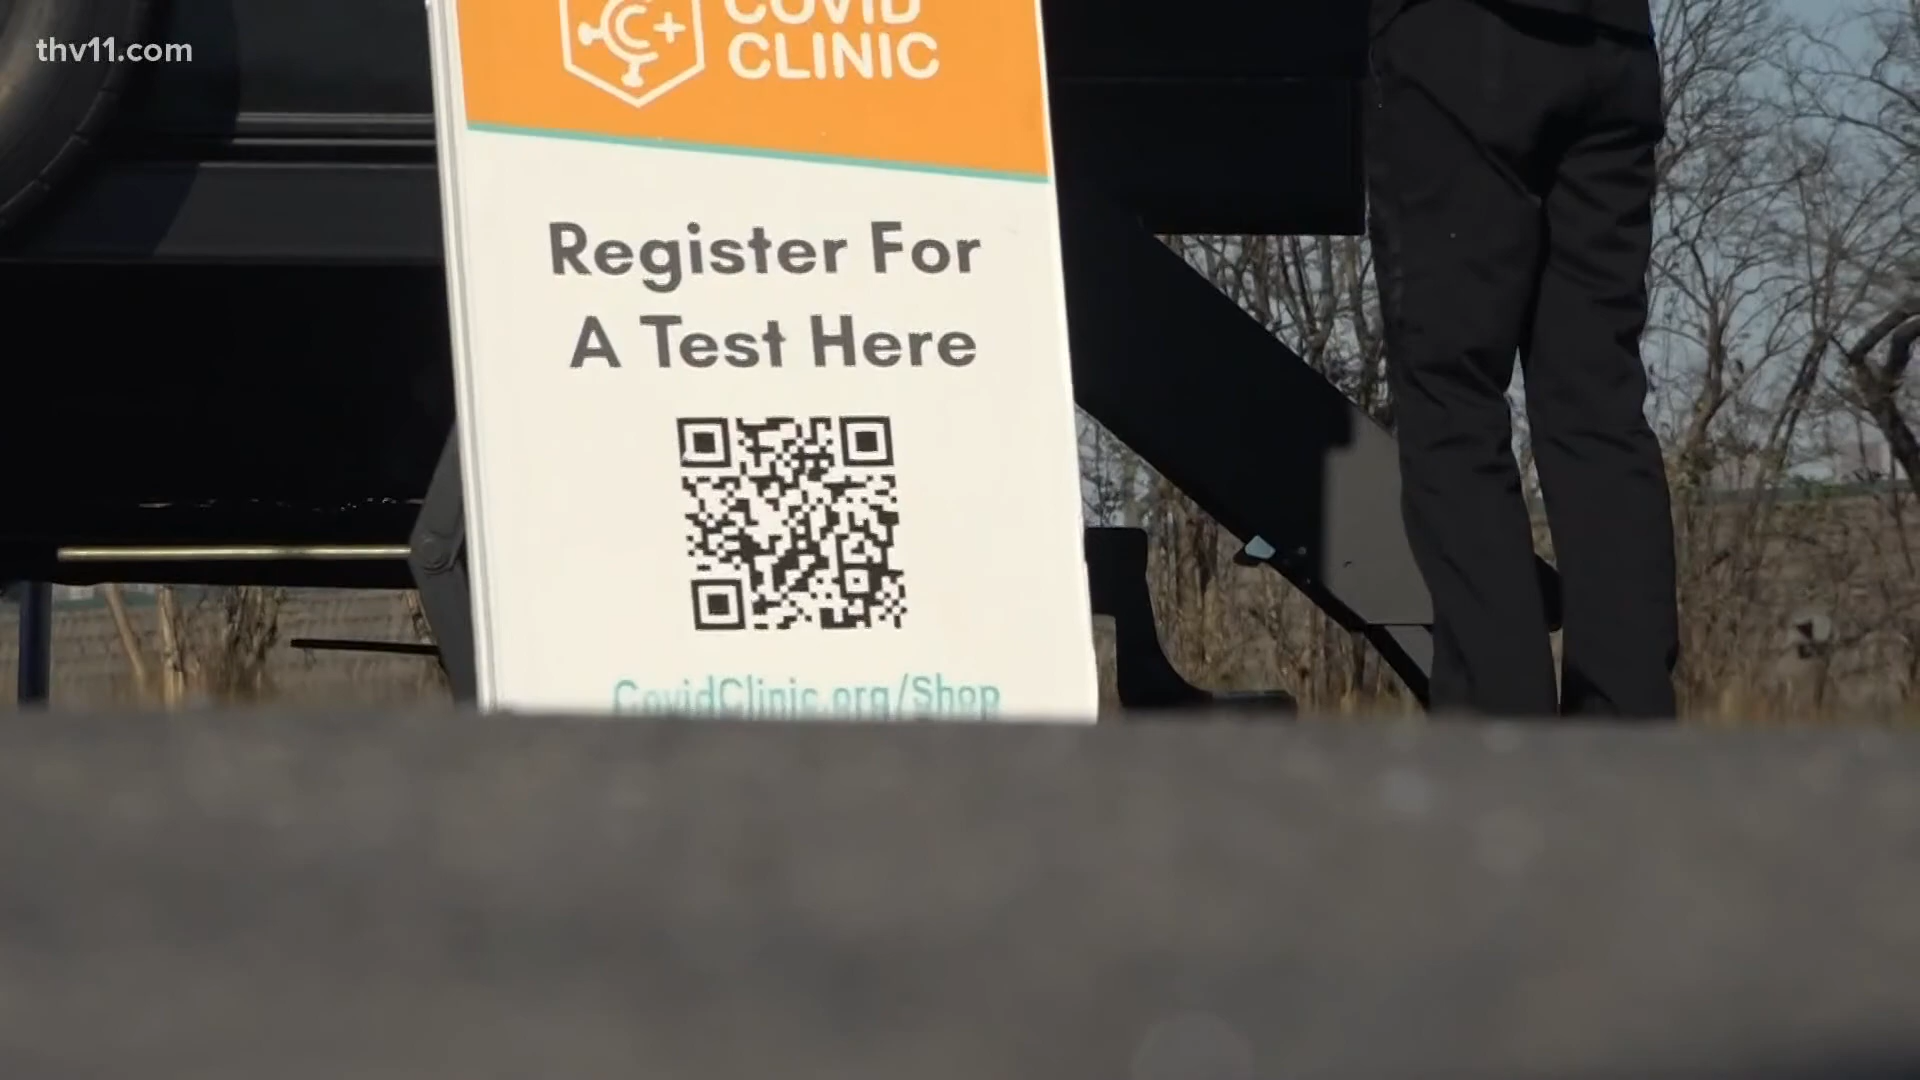 thv11.com
COVID
CLINIC
Register For
A Test Here
CovidClinic.org/Shop